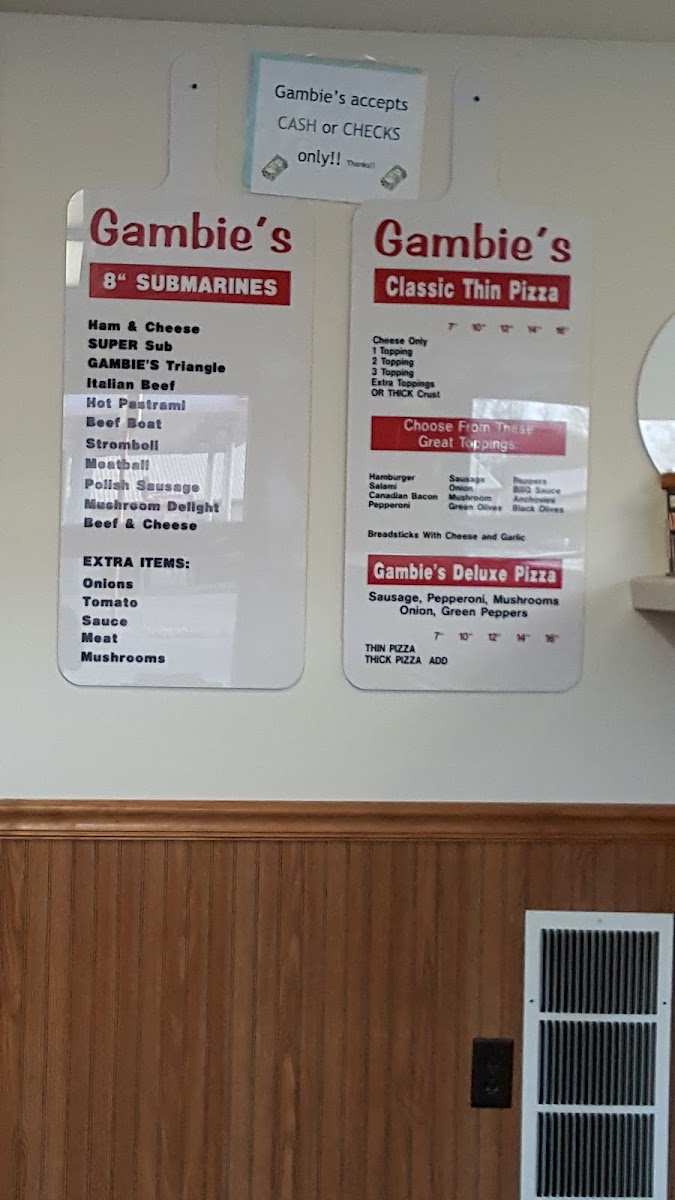 Gambie's accepts
CASH or CHECKS
only!! Thanks!!
Gambie's
8“ SUBMARINES
Ham & Cheese
SUPER Sub
GAMBIE'S Triangle
Italian Beef
Hot Pastrami
Beef Boat
Stromboli
Meatball
Polish Sausage
Mushroom Delight
Beef & Cheese
EXTRA ITEMS:
Onions
Tomato
Sauce
Meat
Mushrooms
Gambie's
Classic Thin Pizza
7" 10" 12" 14" 16"
Cheese Only
1 Topping
2 Topping
3 Topping
Extra Toppings
OR THICK Crust
Choose From These
Great Toppings
Hamburger Sausage Peppers
Salami Onion BBQ Sauce
Canadian Bacon Mushroom Anchovies
Pepperoni Green Olives Black Olives
Breadsticks With Cheese and Garlic
Gambie's Deluxe Pizza
Sausage, Pepperoni, Mushrooms
Onion, Green Peppers
7" 10" 12" 14" 16"
THIN PIZZA
THICK PIZZA ADD